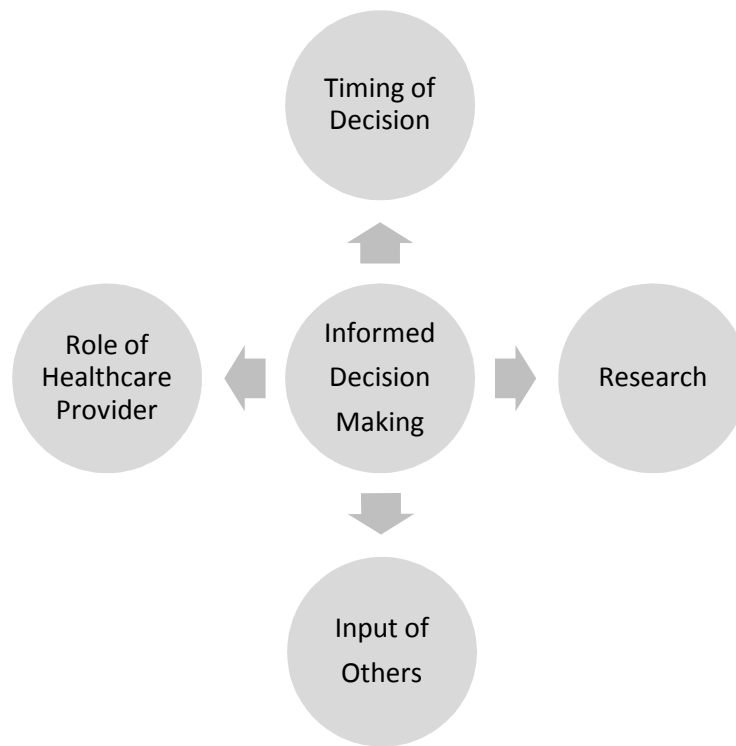 Timing of
Decision
Role of
Healthcare
Provider
Informed
Decision
Making
Research
Input of
Others